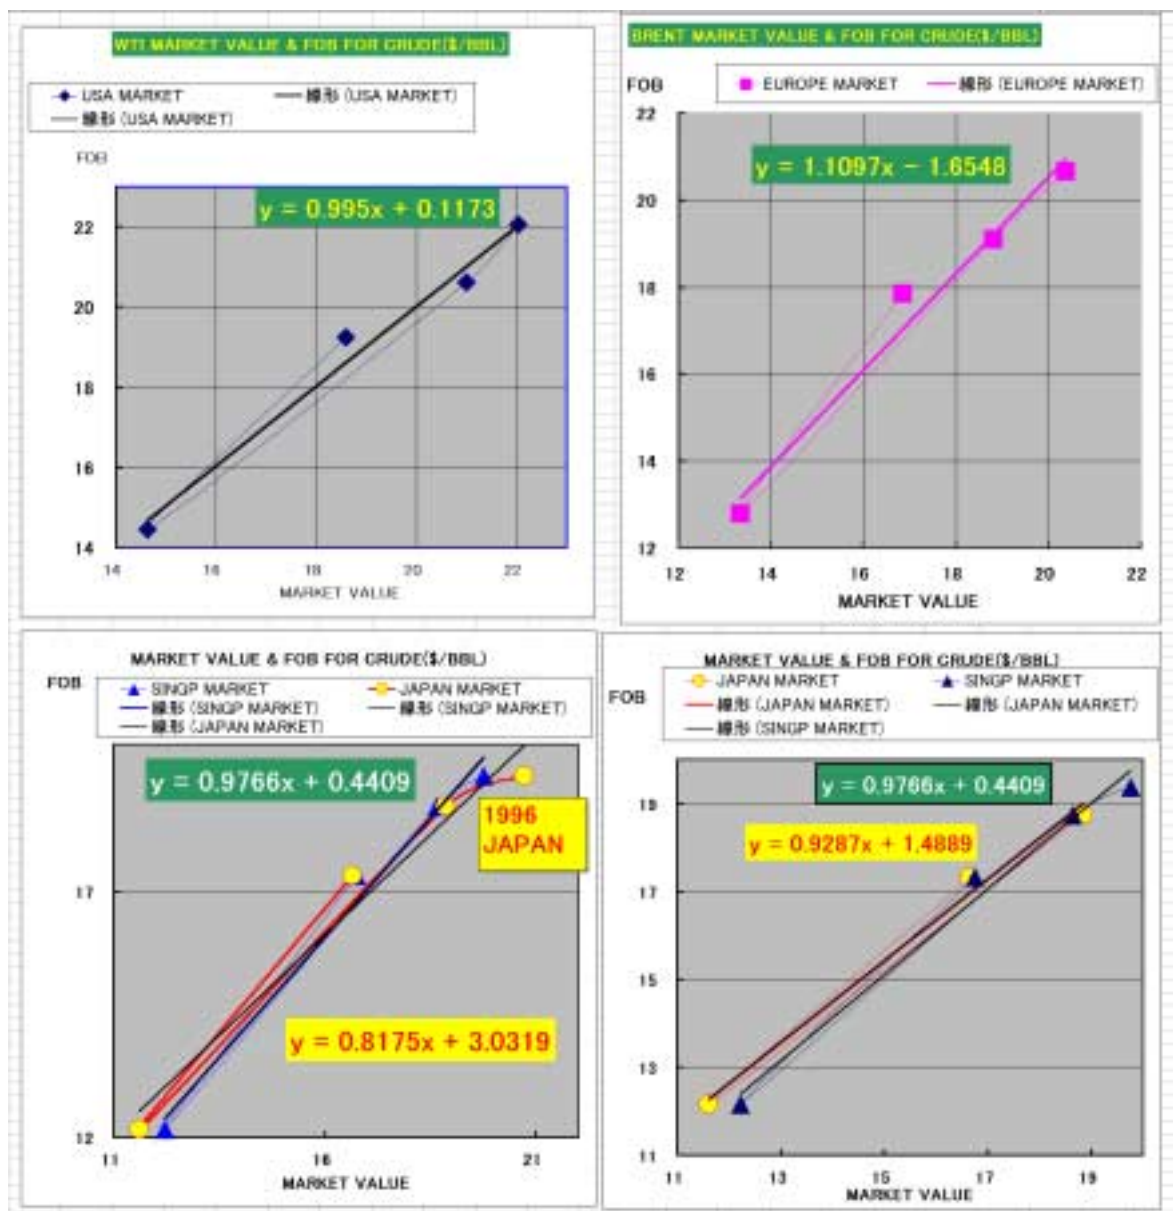 WTI MARKET VALUE & FOB FOR CRUDE($/BBL)
USA MARKET
線形 (USA MARKET)
線形 (USA MARKET)
FOB
y = 0.995x + 0.1173
22
20
18
16
14
14 16 18 20 22
MARKET VALUE
BRENT MARKET VALUE & FOB FOR CRUDE($/BBL)
FOB
EUROPE MARKET
線形 (EUROPE MARKET)
22
y = 1.1097x − 1.6548
20
18
16
14
12
12 14 16 18 20 22
MARKET VALUE
MARKET VALUE & FOB FOR CRUDE($/BBL)
FOB
SINGP MARKET
JAPAN MARKET
線形 (SINGP MARKET)
線形 (SINGP MARKET)
線形 (JAPAN MARKET)
y = 0.9766x + 0.4409
1996
JAPAN
17
y = 0.8175x + 3.0319
12
11 16 21
MARKET VALUE
MARKET VALUE & FOB FOR CRUDE($/BBL)
FOB
JAPAN MARKET
SINGP MARKET
線形 (JAPAN MARKET)
線形 (JAPAN MARKET)
線形 (SINGP MARKET)
y = 0.9766x + 0.4409
19
y = 0.9287x + 1.4889
17
15
13
11
11 13 15 17 19
MARKET VALUE